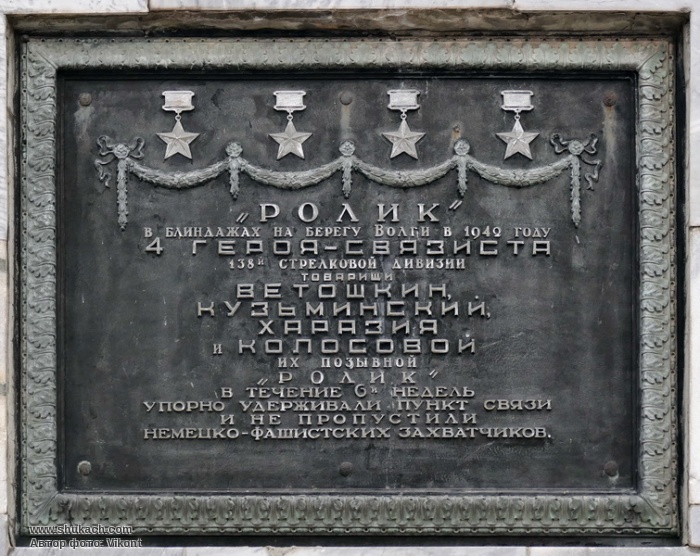 „РОЛИК"
В БЛИНДАЖАХ НА БЕРЕГУ ВОЛГИ В 1942 ГОДУ
4 ГЕРОЯ-СВЯЗИСТА
138й СТРЕЛКОВОЙ ДИВИЗИИ
ТОВАРИЩИ
ВЕТОШКИН,
КУЗЬМИНСКИЙ,
ХАРАЗИЯ
И КОЛОСОВОЙ
ИХ ПОЗЫВНОЙ
„РОЛИК"
В ТЕЧЕНИЕ 6и НЕДЕЛЬ
УПОРНО УДЕРЖИВАЛИ ПУНКТ СВЯЗИ
И НЕ ПРОПУСТИЛИ
НЕМЕЦКО-ФАШИСТСКИХ ЗАХВАТЧИКОВ.
www.shukach.com
Автор фото: Vikont